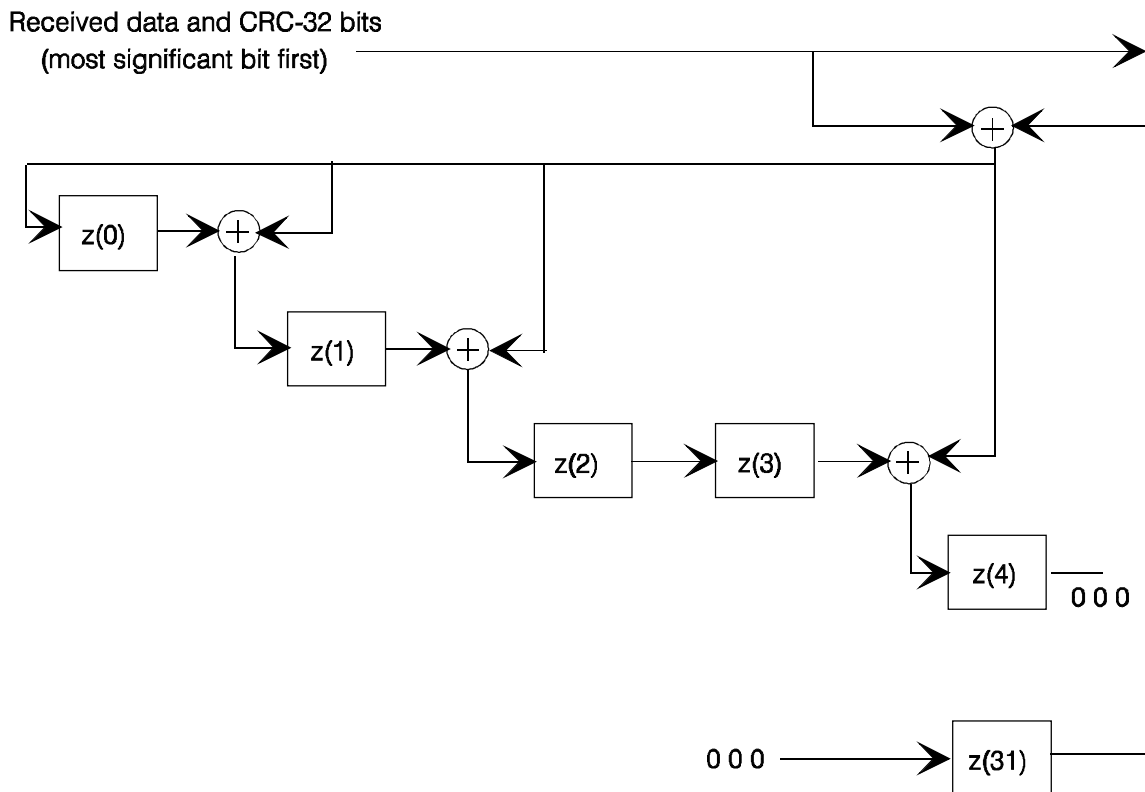 Received data and CRC-32 bits
(most significant bit first)
+
z(0)
+
z(1)
+
z(2)
z(3)
+
z(4)
0 0 0
0 0 0
z(31)